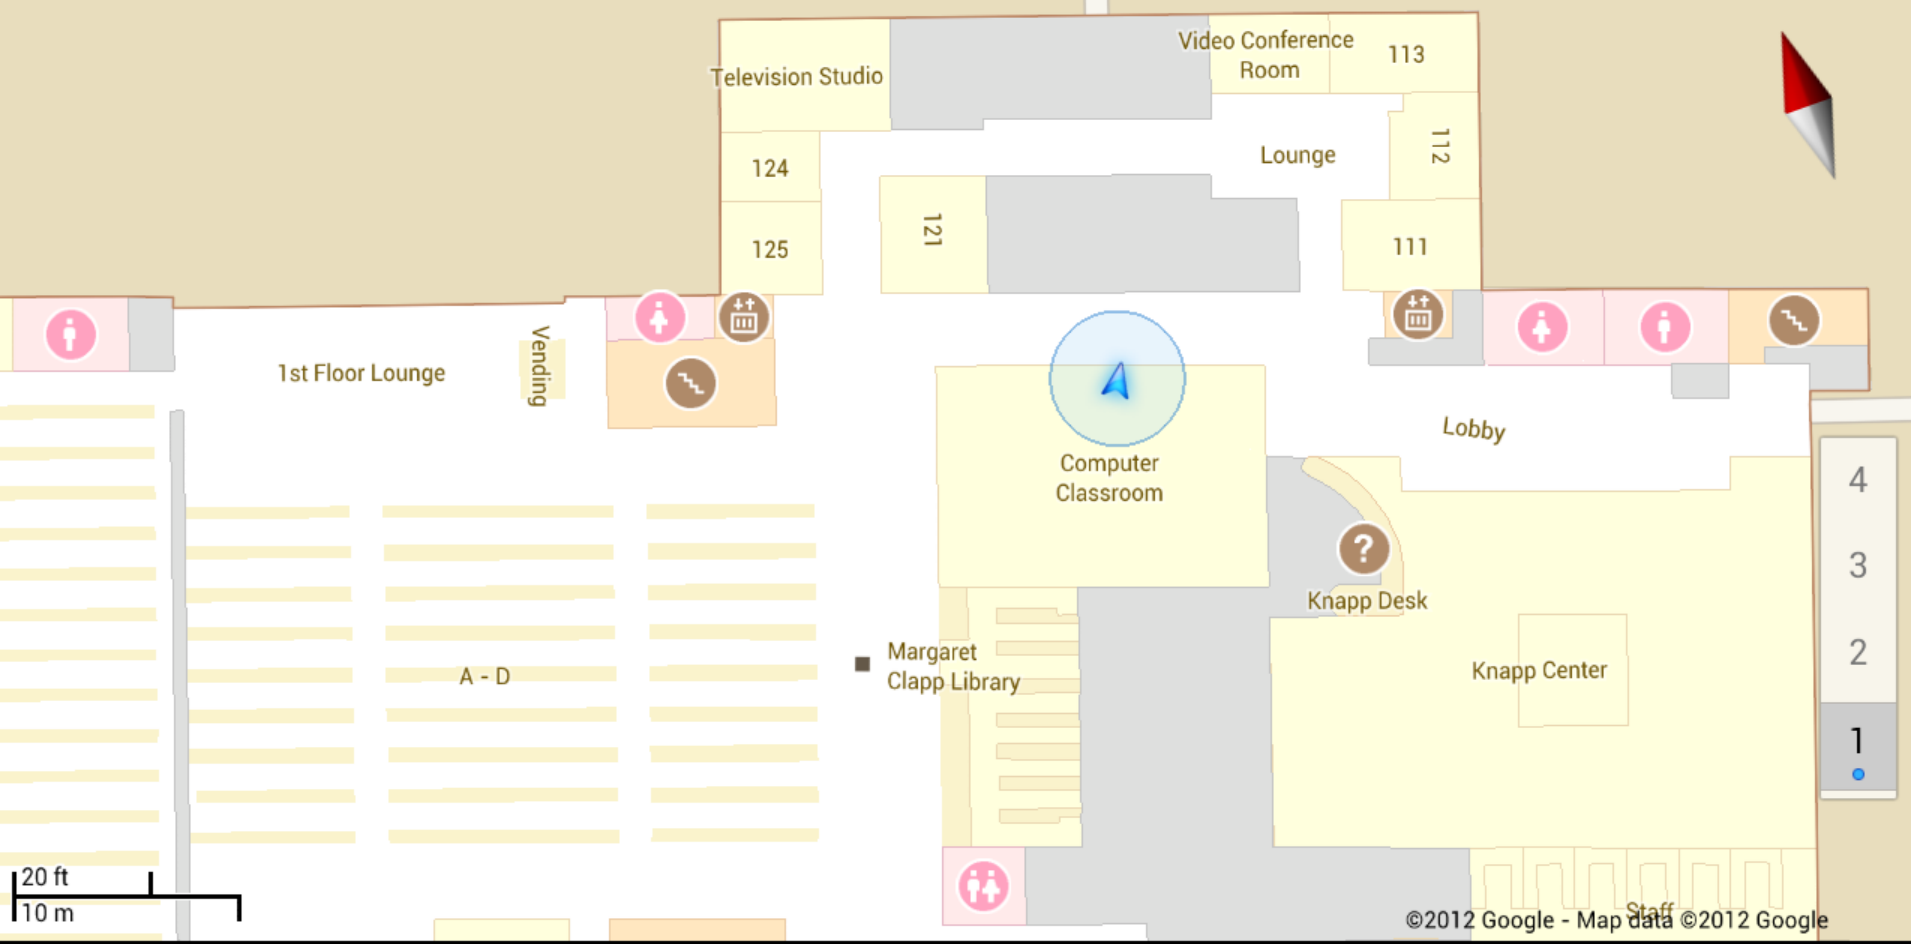 Television Studio
Video Conference
Room
113
124
Lounge
112
125
121
111
1st Floor Lounge
Vending
Lobby
Computer
Classroom
4
3
2
1
?
Knapp Desk
Margaret
Clapp Library
A - D
Knapp Center
20 ft
10 m
Staff
©2012 Google - Map data ©2012 Google